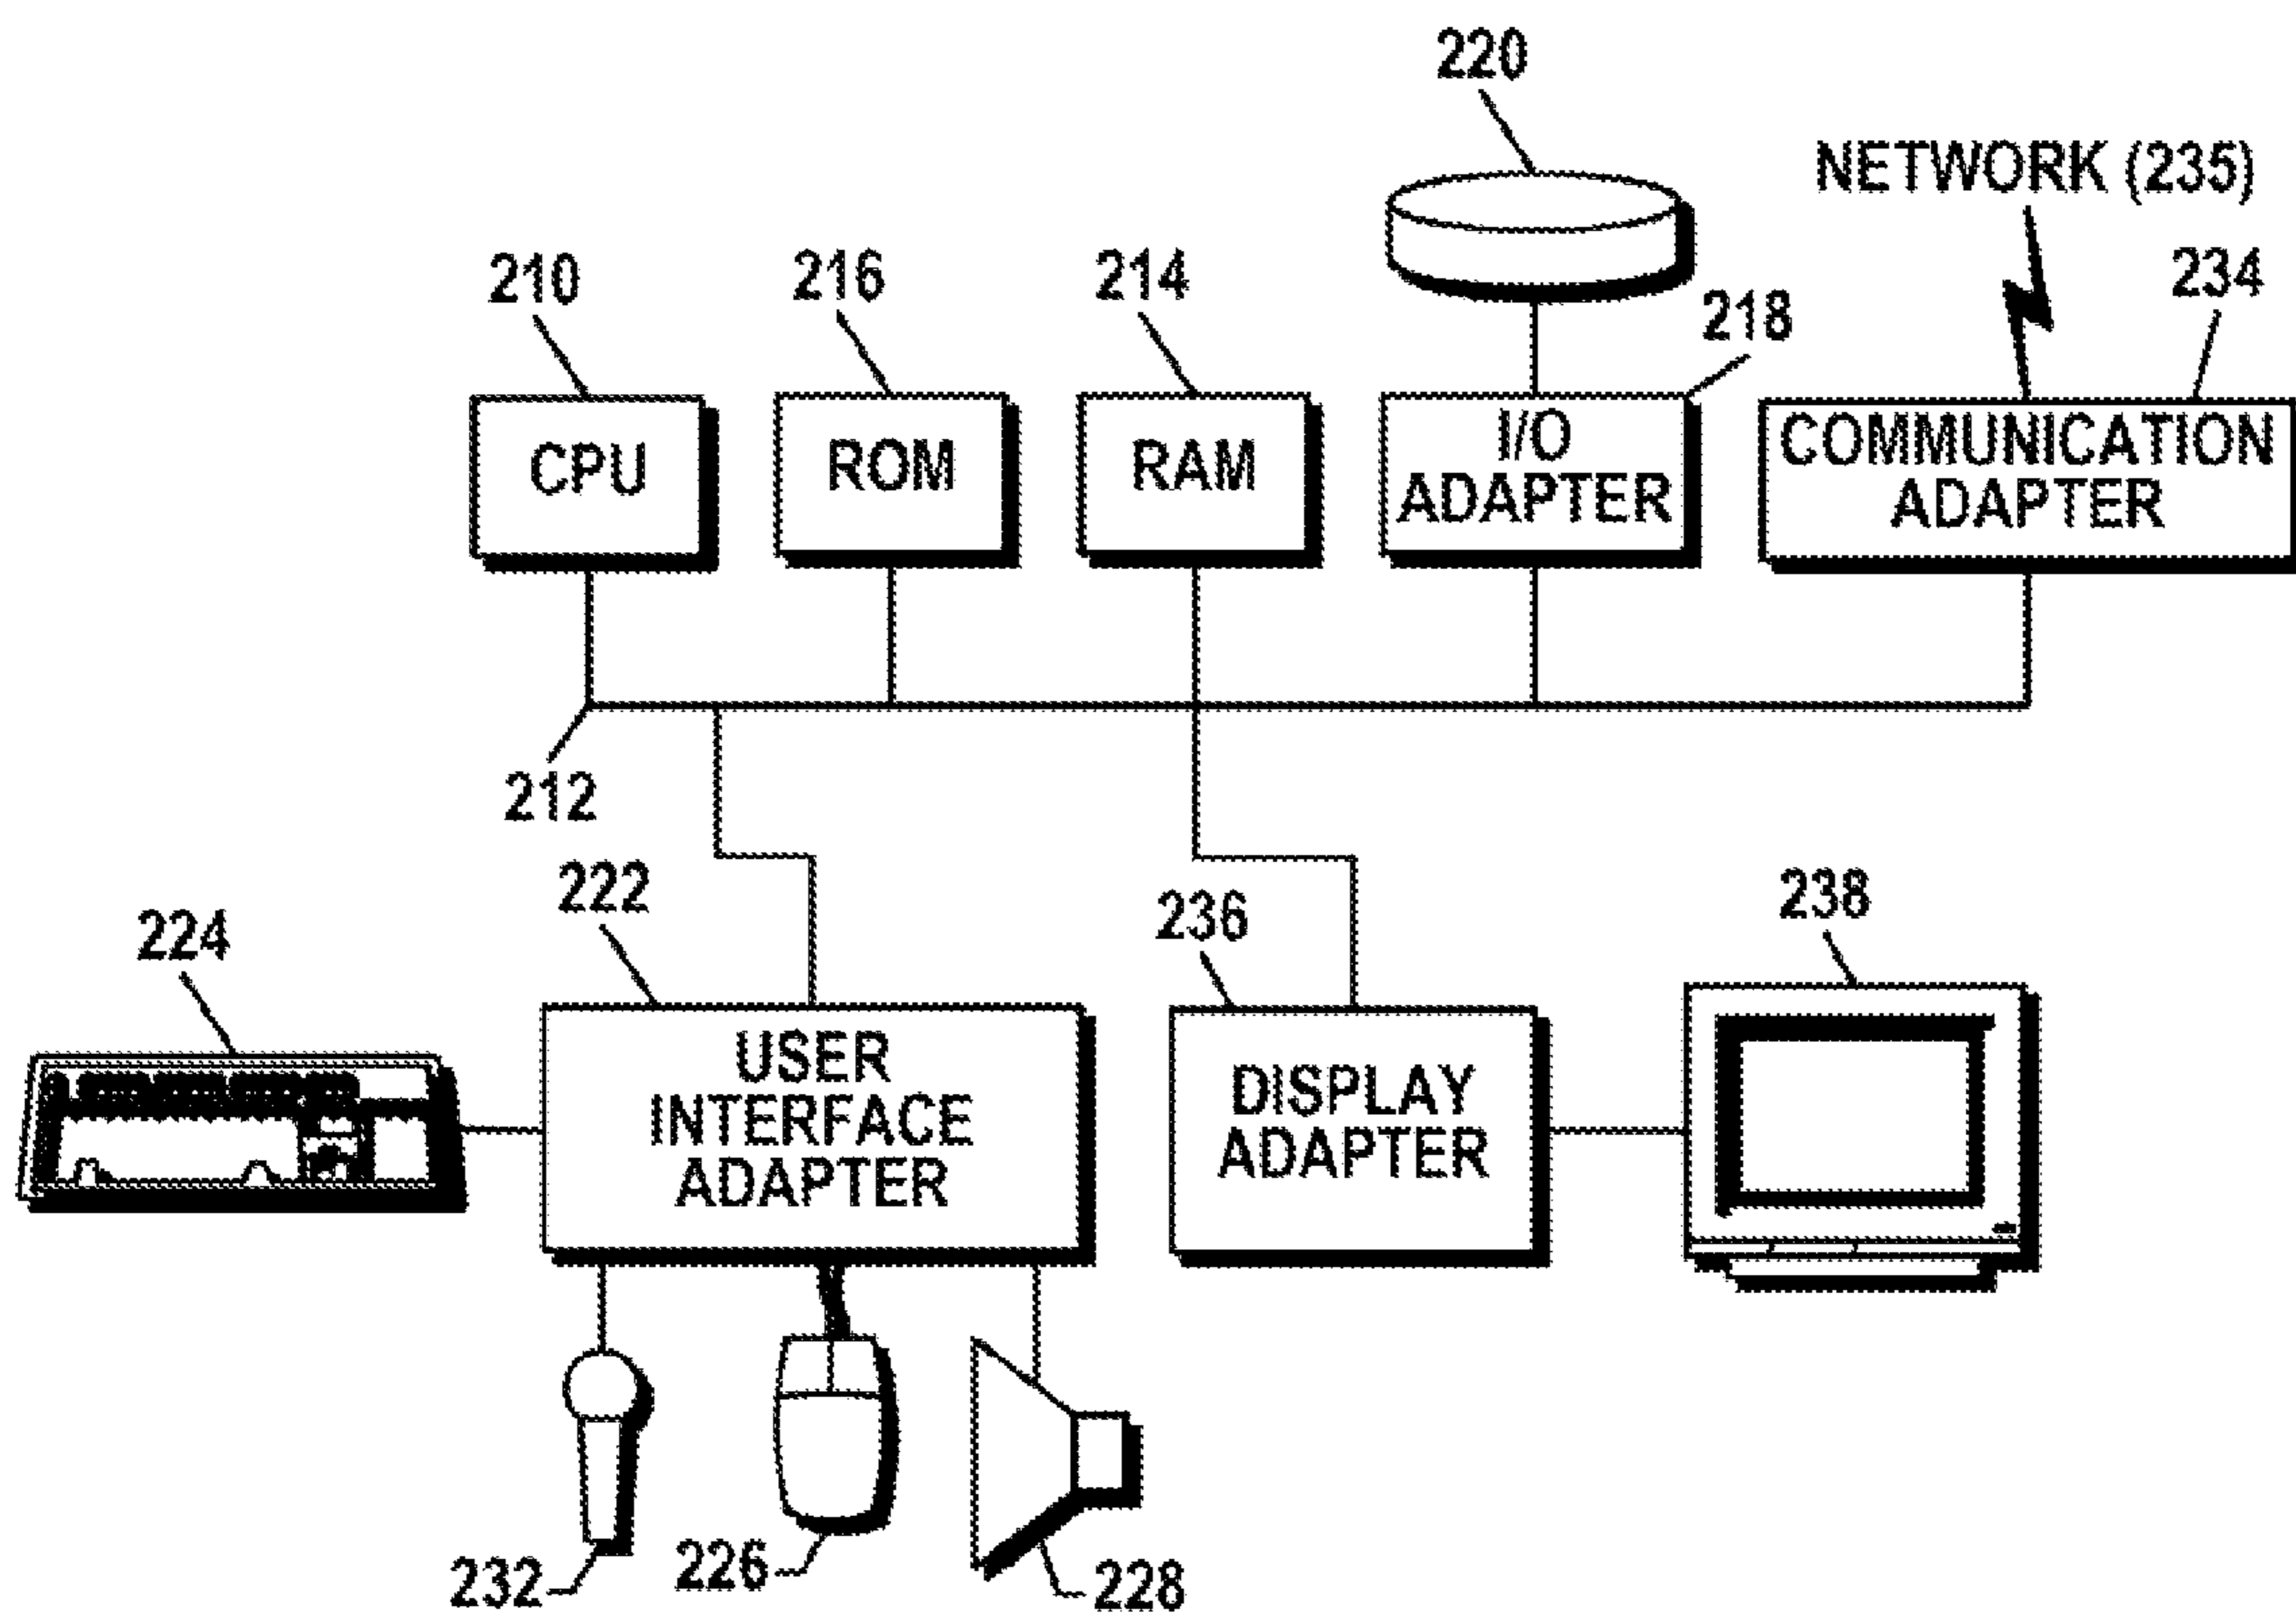 220
NETWORK (235)
210
216
214
218
234
CPU
ROM
RAM
I/O
ADAPTER
COMMUNICATION
ADAPTER
212
222
224
236
238
USER
INTERFACE
ADAPTER
DISPLAY
ADAPTER
232
226
228